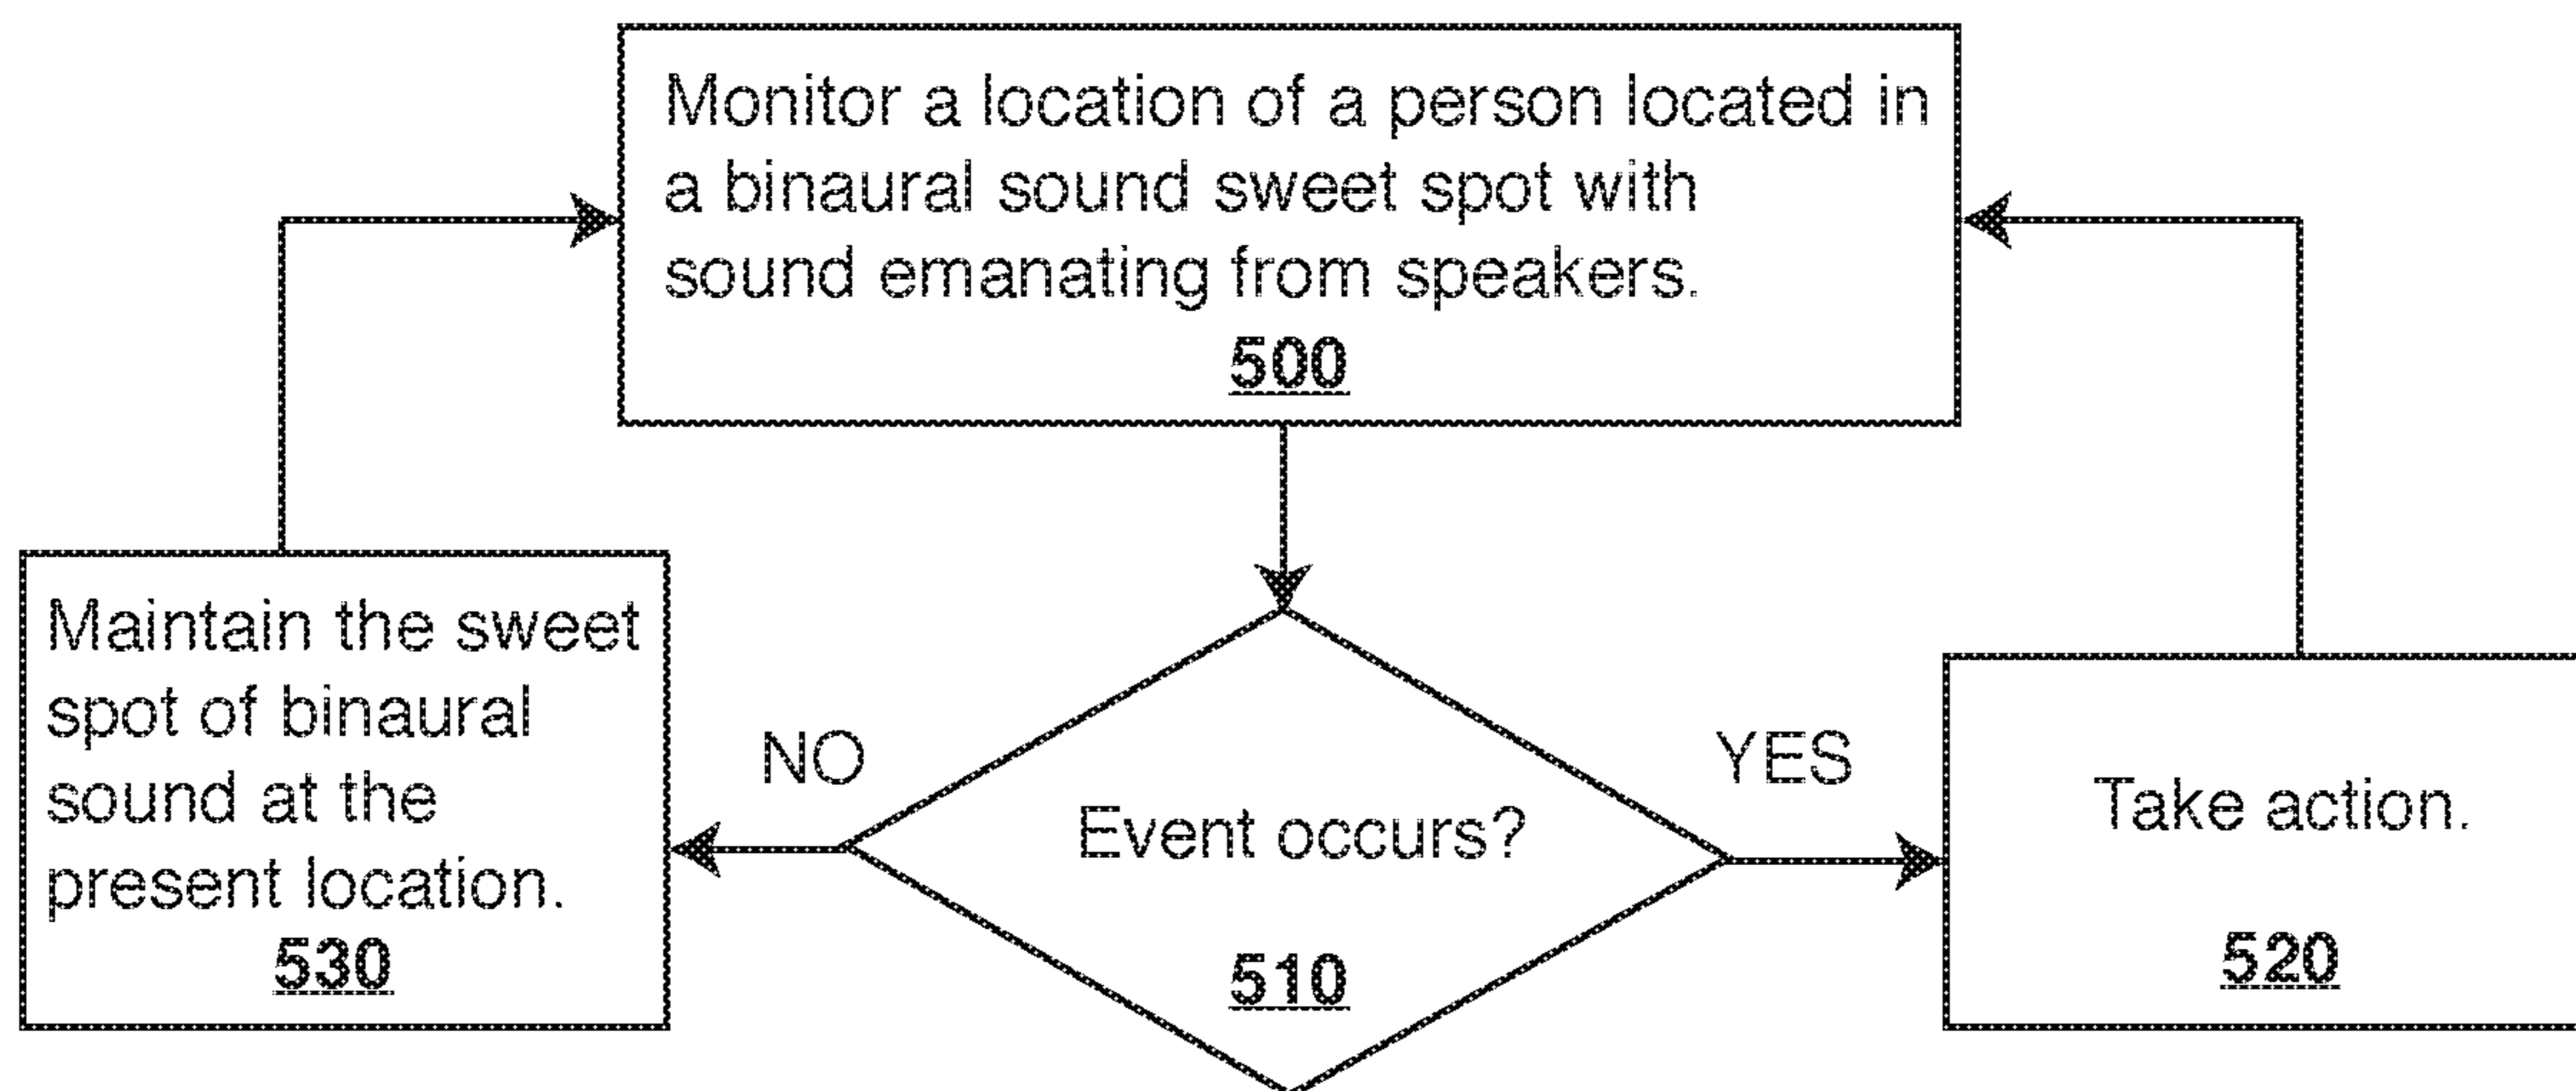 Monitor a location of a person located in
a binaural sound sweet spot with
sound emanating from speakers.
500
Maintain the sweet
spot of binaural
sound at the
present location.
530
NO
Event occurs?
510
YES
Take action.
520